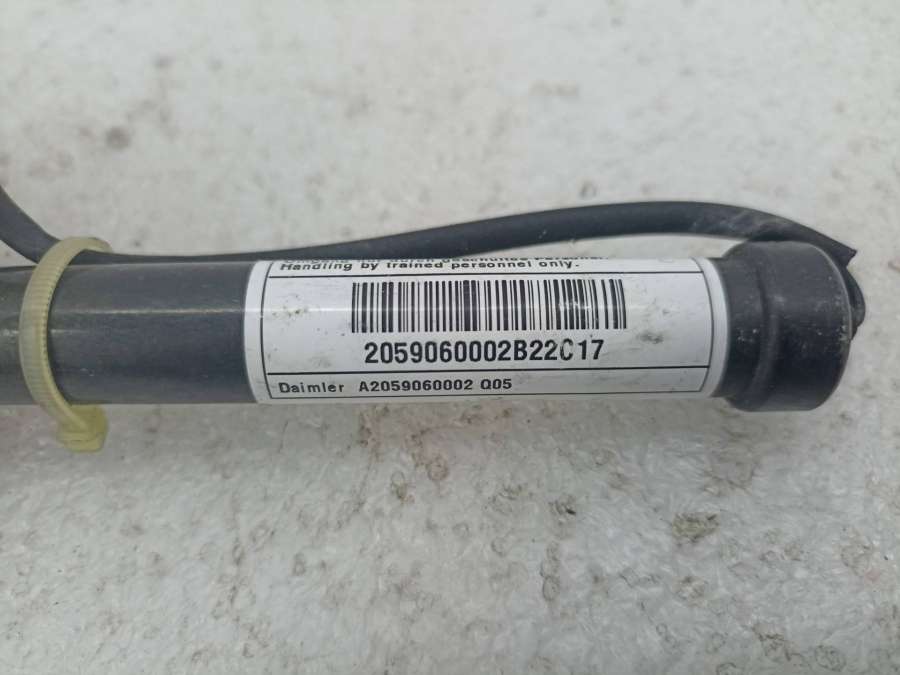 Handling by trained personnel only.
2059060002B22C17
Daimler A2059060002 Q05